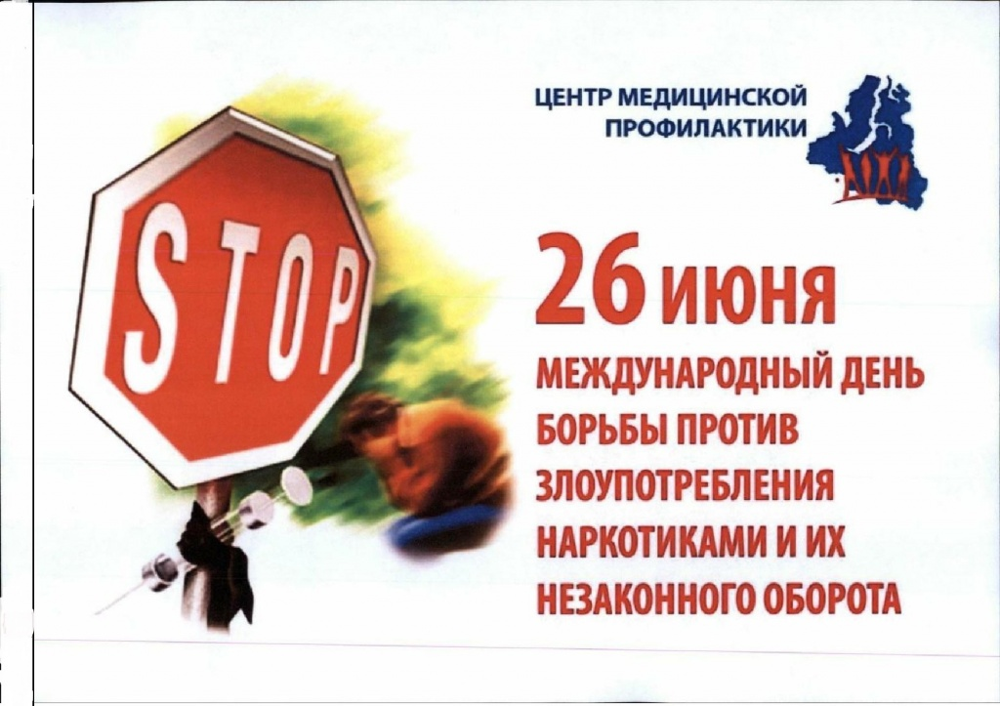 STOP
ЦЕНТР МЕДИЦИНСКОЙ
ПРОФИЛАКТИКИ
26 ИЮНЯ
МЕЖДУНАРОДНЫЙ ДЕНЬ
БОРЬБЫ ПРОТИВ
ЗЛОУПОТРЕБЛЕНИЯ
НАРКОТИКАМИ И ИХ
НЕЗАКОННОГО ОБОРОТА